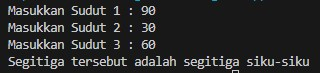 Masukkan Sudut 1 : 90
Masukkan Sudut 2 : 30
Masukkan Sudut 3 : 60
Segitiga tersebut adalah segitiga siku-siku